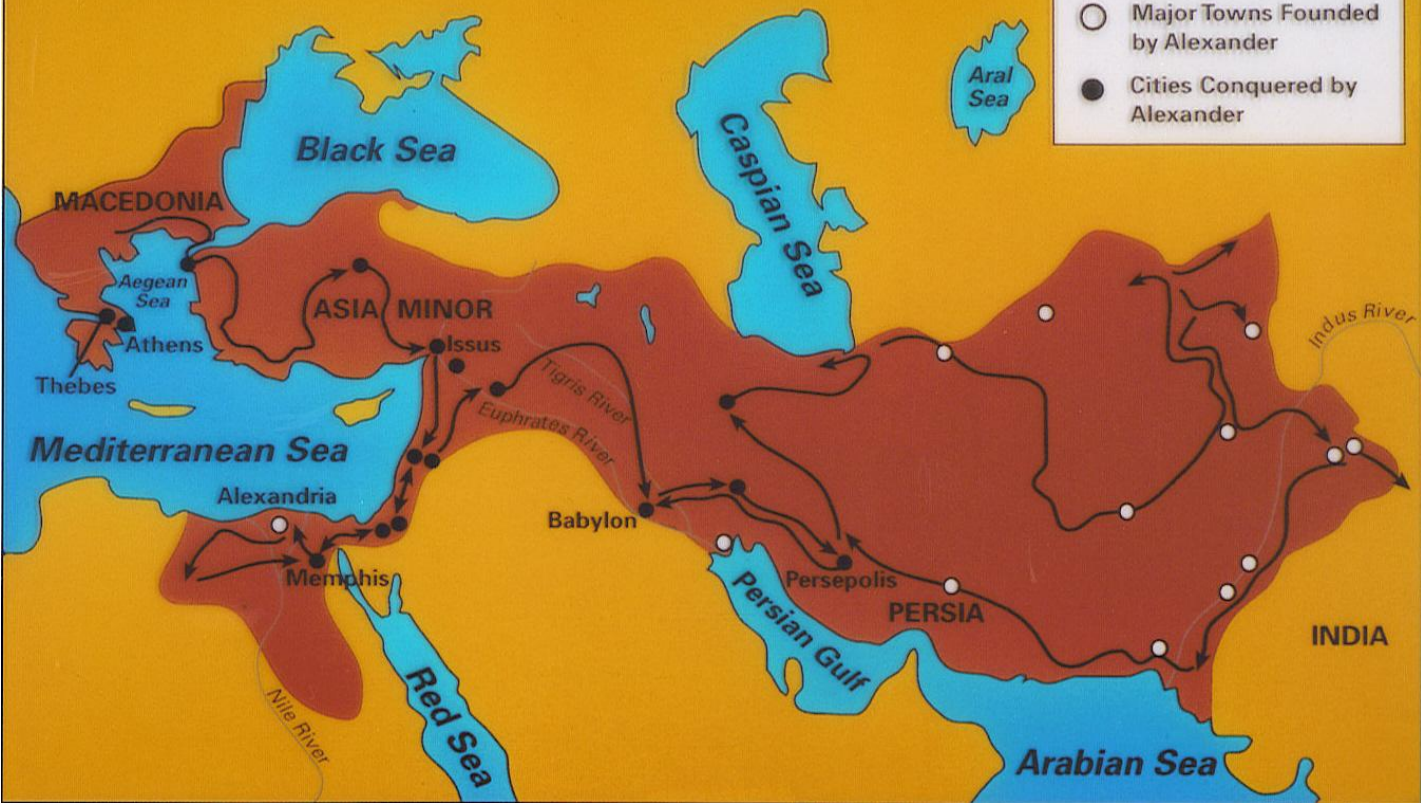 Major Towns Founded
by Alexander
Cities Conquered by
Alexander
Aral
Sea
Black Sea
Caspian Sea
MACEDONIA
Aegean
Sea
ASIA MINOR
Issus
Athens
Thebes
Indus River
Tigris River
Euphrates River
Mediterranean Sea
Alexandria
Babylon
Memphis
Persepolis
PERSIA
Persian Gulf
INDIA
Red Sea
Nile River
Arabian Sea